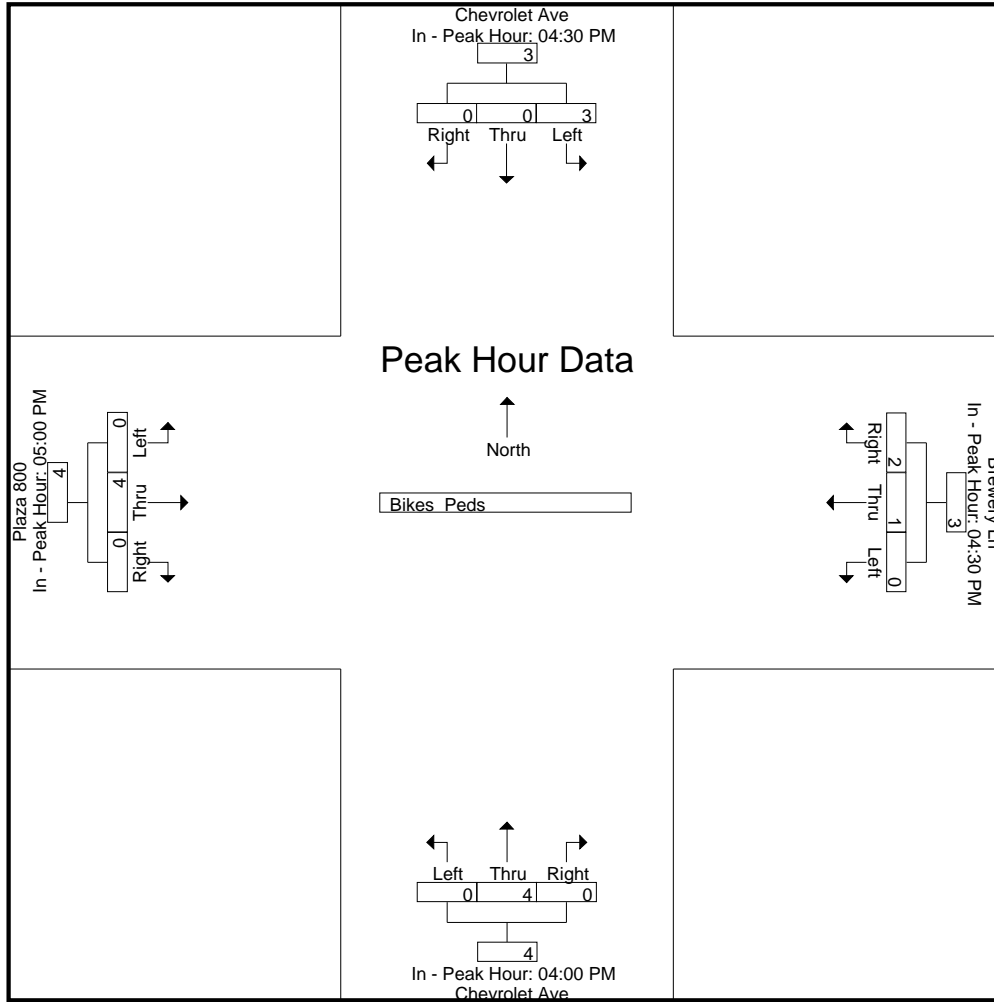 Chevrolet Ave
In - Peak Hour: 04:30 PM
3
0 0 3
Right Thru Left
Peak Hour Data
North
Bikes Peds
Plaza 800
In - Peak Hour: 05:00 PM
4
0 4 0
Left Thru Right
Brewery Ln
In - Peak Hour: 04:30 PM
3
2 1 0
Right Thru Left
Left Thru Right
0 4 0
4
In - Peak Hour: 04:00 PM
Chevrolet Ave